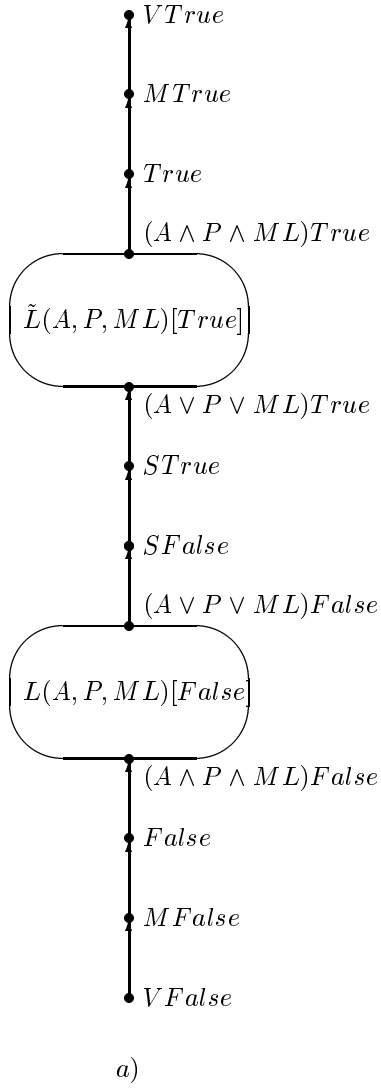 VTrue
MTrue
True
(A ∧ P ∧ ML)True
L̃(A, P, ML)[True]
(A ∨ P ∨ ML)True
STrue
SFalse
(A ∨ P ∨ ML)False
L(A, P, ML)[False]
(A ∧ P ∧ ML)False
False
MFalse
VFalse
a)